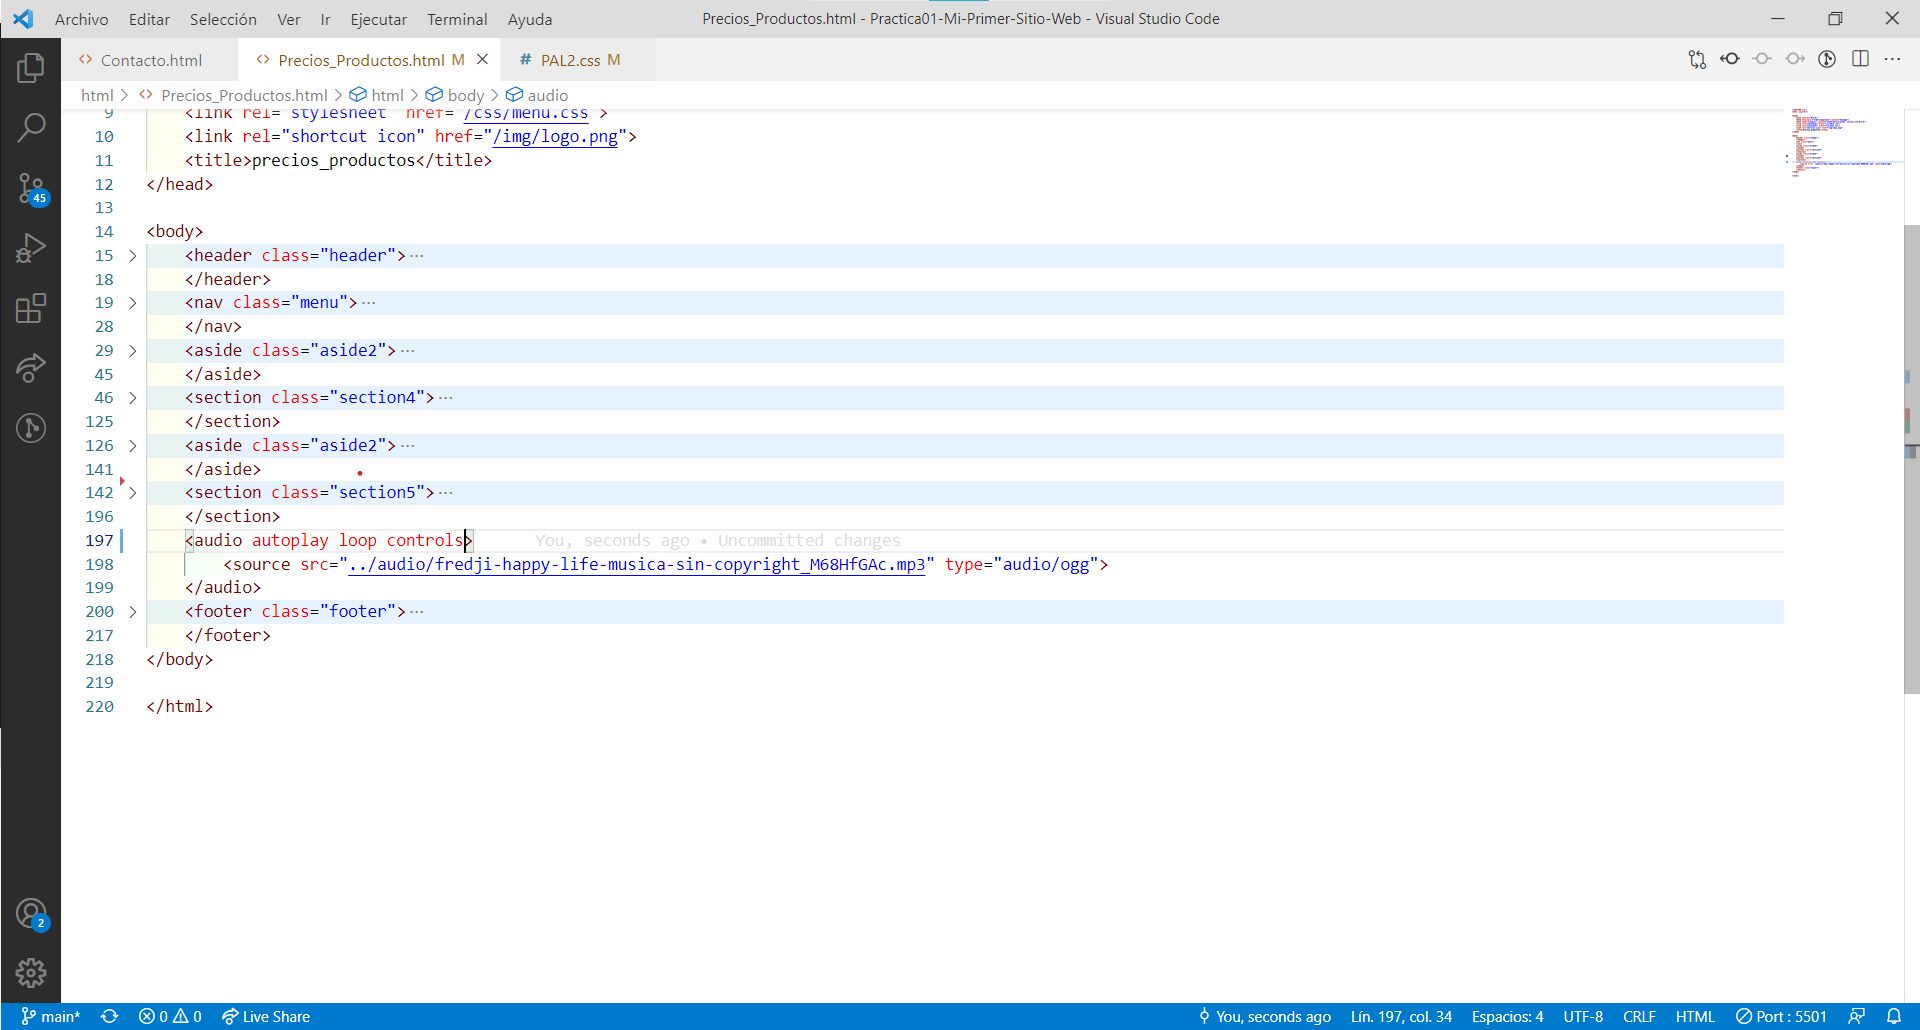 Archivo Editar Selección Ver Ir Ejecutar Terminal Ayuda
Precios_Productos.html - Practica01-Mi-Primer-Sitio-Web - Visual Studio Code
Contacto.html
Precios_Productos.html M
# PAL2.css M
html > Precios_Productos.html > html > body > audio
9 <link rel="stylesheet" href="/css/menu.css">
10 <link rel="shortcut icon" href="/img/logo.png">
11 <title>precios_productos</title>
12 </head>
13
14 <body>
15 <header class="header">···
18 </header>
19 <nav class="menu">···
28 </nav>
29 <aside class="aside2">···
45 </aside>
46 <section class="section4">···
125 </section>
126 <aside class="aside2">···
141 </aside>
142 <section class="section5">···
196 </section>
197 <audio autoplay loop controls> You, seconds ago • Uncommitted changes
198 <source src="../audio/fredji-happy-life-musica-sin-copyright_M68HfGAc.mp3" type="audio/ogg">
199 </audio>
200 <footer class="footer">···
217 </footer>
218 </body>
219
220 </html>
45
2
main* 0 0 Live Share
You, seconds ago Lín. 197, col. 34 Espacios: 4 UTF-8 CRLF HTML Port : 5501